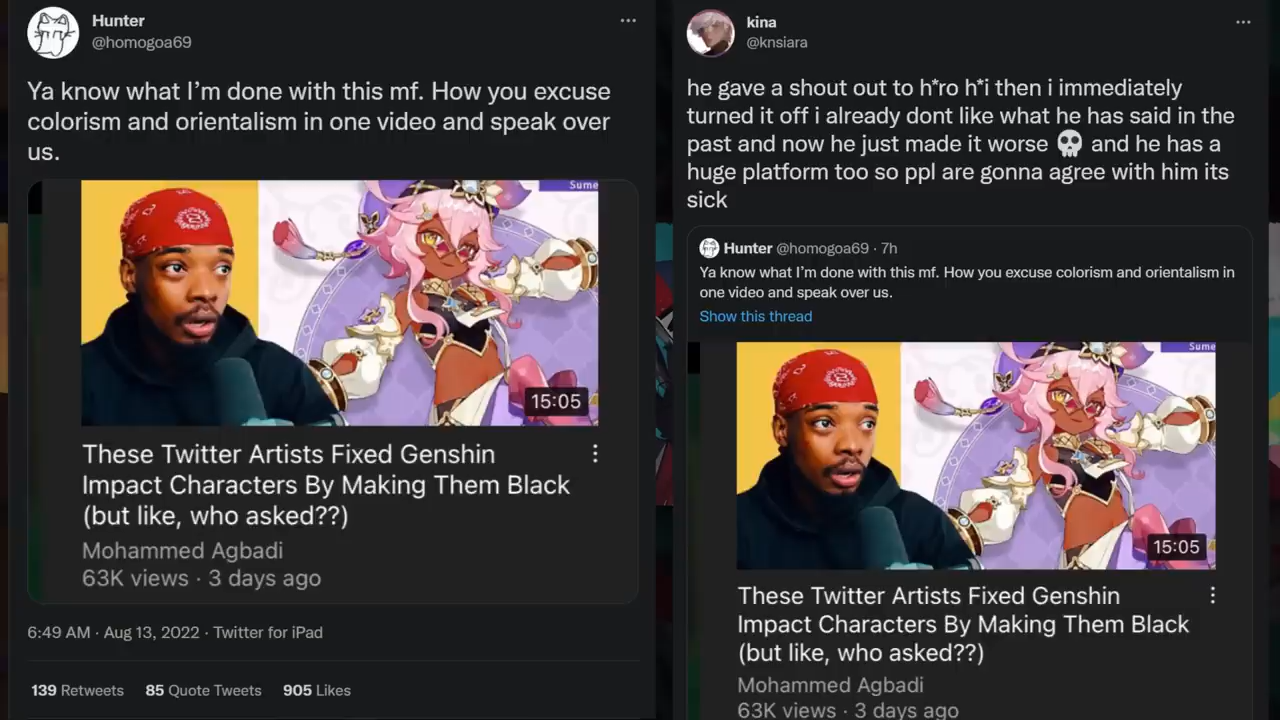 Hunter
@homogoa69
Ya know what I'm done with this mf. How you excuse
colorism and orientalism in one video and speak over
us.
Sume
15:05
These Twitter Artists Fixed Genshin
Impact Characters By Making Them Black
(but like, who asked??)
Mohammed Agbadi
63K views · 3 days ago
6:49 AM · Aug 13, 2022 · Twitter for iPad
139 Retweets 85 Quote Tweets 905 Likes
kina
@knsiara
he gave a shout out to h*ro h*i then i immediately
turned it off i already dont like what he has said in the
past and now he just made it worse 💀 and he has a
huge platform too so ppl are gonna agree with him its
sick
Hunter @homogoa69 · 7h
Ya know what I'm done with this mf. How you excuse colorism and orientalism in
one video and speak over us.
Show this thread
Sume
15:05
These Twitter Artists Fixed Genshin
Impact Characters By Making Them Black
(but like, who asked??)
Mohammed Agbadi
63K views · 3 days ago